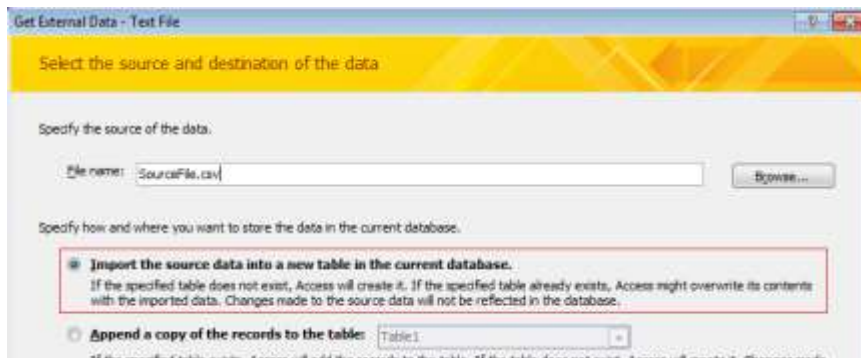 Get External Data - Text File
Select the source and destination of the data
Specify the source of the data.
File name: SourceFile.csv Browse...
Specify how and where you want to store the data in the current database.
Import the source data into a new table in the current database.
If the specified table does not exist, Access will create it. If the specified table already exists, Access might overwrite its contents
with the imported data. Changes made to the source data will not be reflected in the database.
Append a copy of the records to the table: Table1